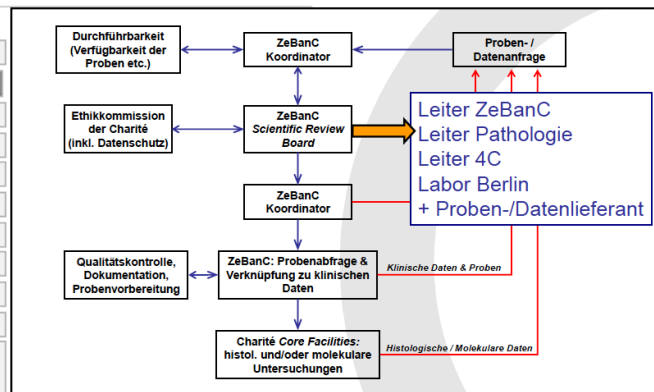 Durchführbarkeit
(Verfügbarkeit der
Proben etc.)
ZeBanC
Koordinator
Proben- /
Datenanfrage
Ethikkommission
der Charité
(inkl. Datenschutz)
ZeBanC
Scientific Review
Board
Leiter ZeBanC
Leiter Pathologie
Leiter 4C
Labor Berlin
+ Proben-/Datenlieferant
ZeBanC
Koordinator
Qualitätskontrolle,
Dokumentation,
Probenvorbereitung
ZeBanC: Probenabfrage &
Verknüpfung zu klinischen
Daten
Klinische Daten & Proben
Charité Core Facilities:
histol. und/oder molekulare
Untersuchungen
Histologische / Molekulare Daten